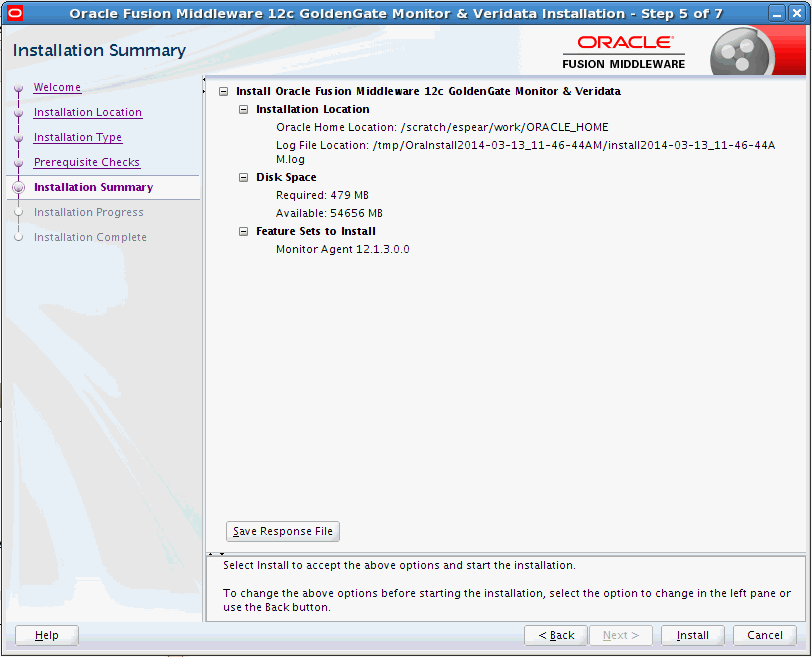 Oracle Fusion Middleware 12c GoldenGate Monitor & Veridata Installation - Step 5 of 7
Installation Summary
ORACLE
FUSION MIDDLEWARE
Welcome
Installation Location
Installation Type
Prerequisite Checks
Installation Summary
Installation Progress
Installation Complete
Install Oracle Fusion Middleware 12c GoldenGate Monitor & Veridata
Installation Location
Oracle Home Location: /scratch/espear/work/ORACLE_HOME
Log File Location: /tmp/OraInstall2014-03-13_11-46-44AM/install2014-03-13_11-46-44A
M.log
Disk Space
Required: 479 MB
Available: 54656 MB
Feature Sets to Install
Monitor Agent 12.1.3.0.0
Save Response File
Select Install to accept the above options and start the installation.
To change the above options before starting the installation, select the option to change in the left pane or
use the Back button.
Help
< Back
Next >
Install
Cancel